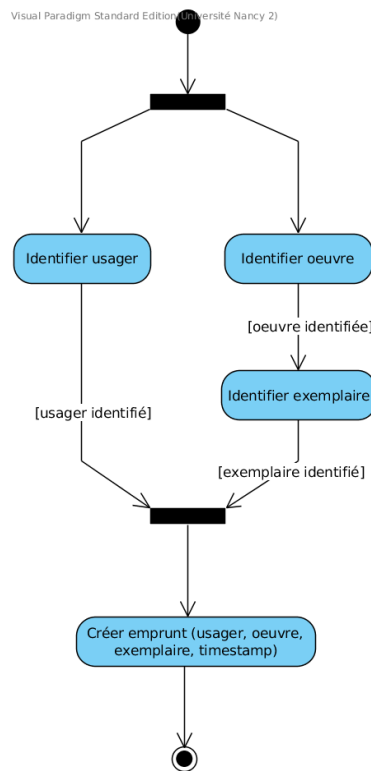 Visual Paradigm Standard Edition(Université Nancy 2)
Identifier usager
Identifier oeuvre
[oeuvre identifiée]
Identifier exemplaire
[usager identifié]
[exemplaire identifié]
Créer emprunt (usager, oeuvre,
exemplaire, timestamp)